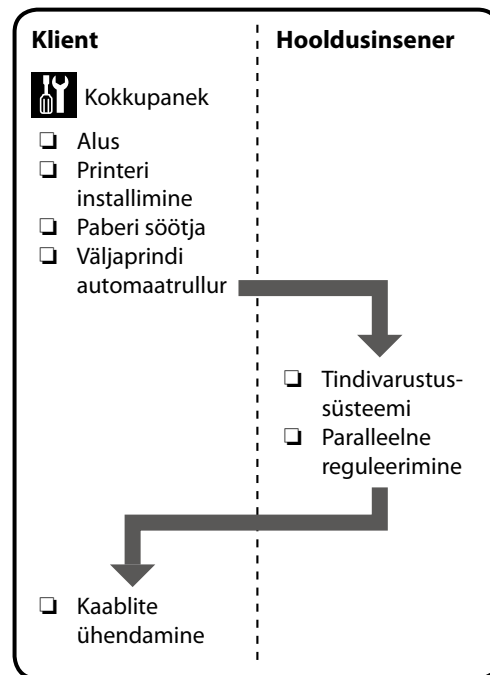 Klient
Hooldusinsener
Kokkupanek
❏ Alus
❏ Printeri
installimine
❏ Paberi söötja
❏ Väljaprindi
automaatrullur
❏ Tindivarustus-
süsteemi
❏ Paralleelne
reguleerimine
❏ Kaablite
ühendamine